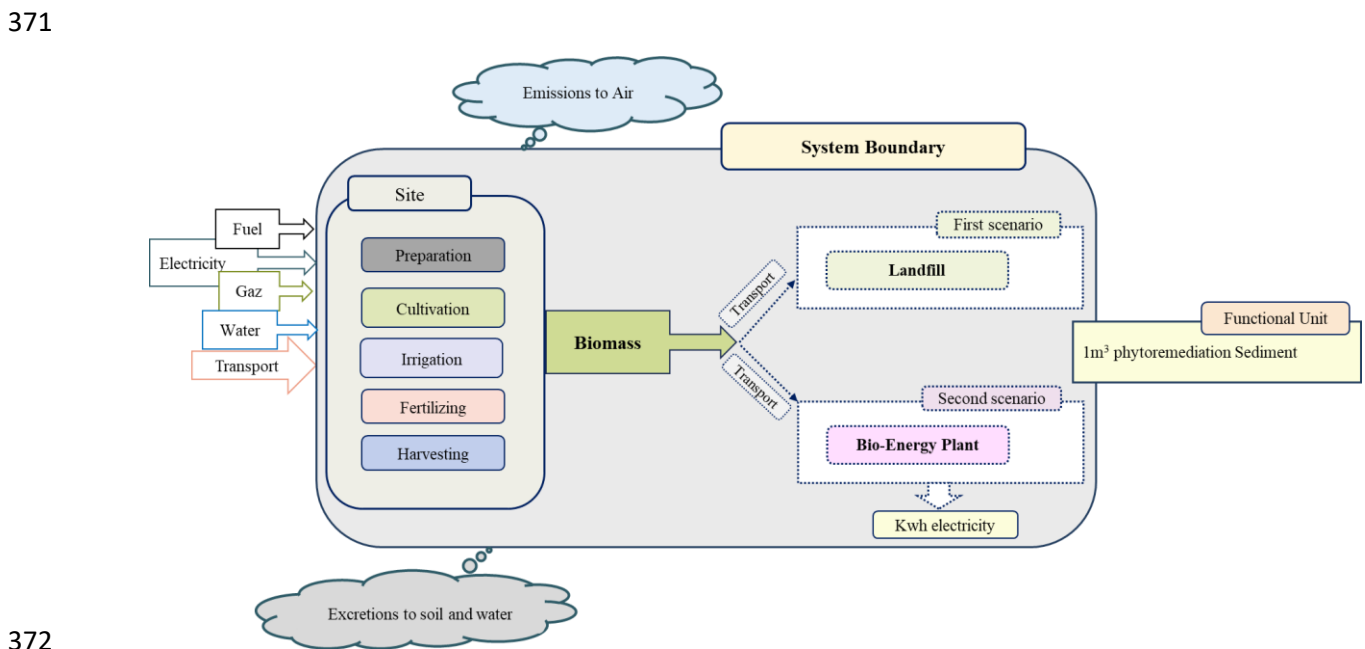 371
Emissions to Air
System Boundary
Site
Fuel
Electricity
Gaz
Water
Transport
Preparation
Cultivation
Irrigation
Fertilizing
Harvesting
Biomass
Transport
Transport
First scenario
Landfill
Second scenario
Bio-Energy Plant
Kwh electricity
Functional Unit
1m³ phytoremediation Sediment
Excretions to soil and water
372